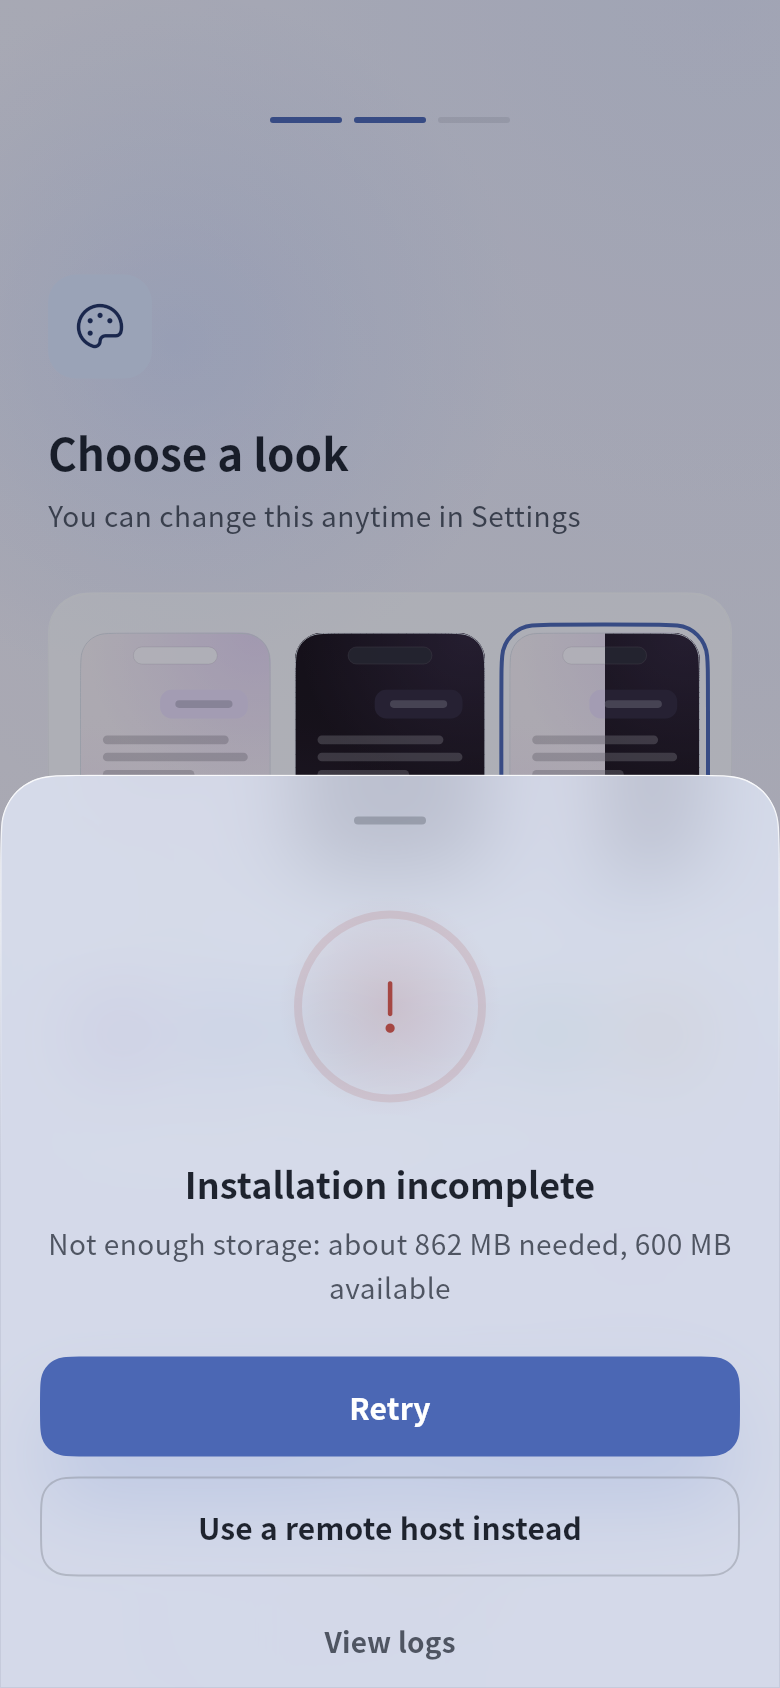 Choose a look
You can change this anytime in Settings
Installation incomplete
Not enough storage: about 862 MB needed, 600 MB
available
Retry
Use a remote host instead
View logs